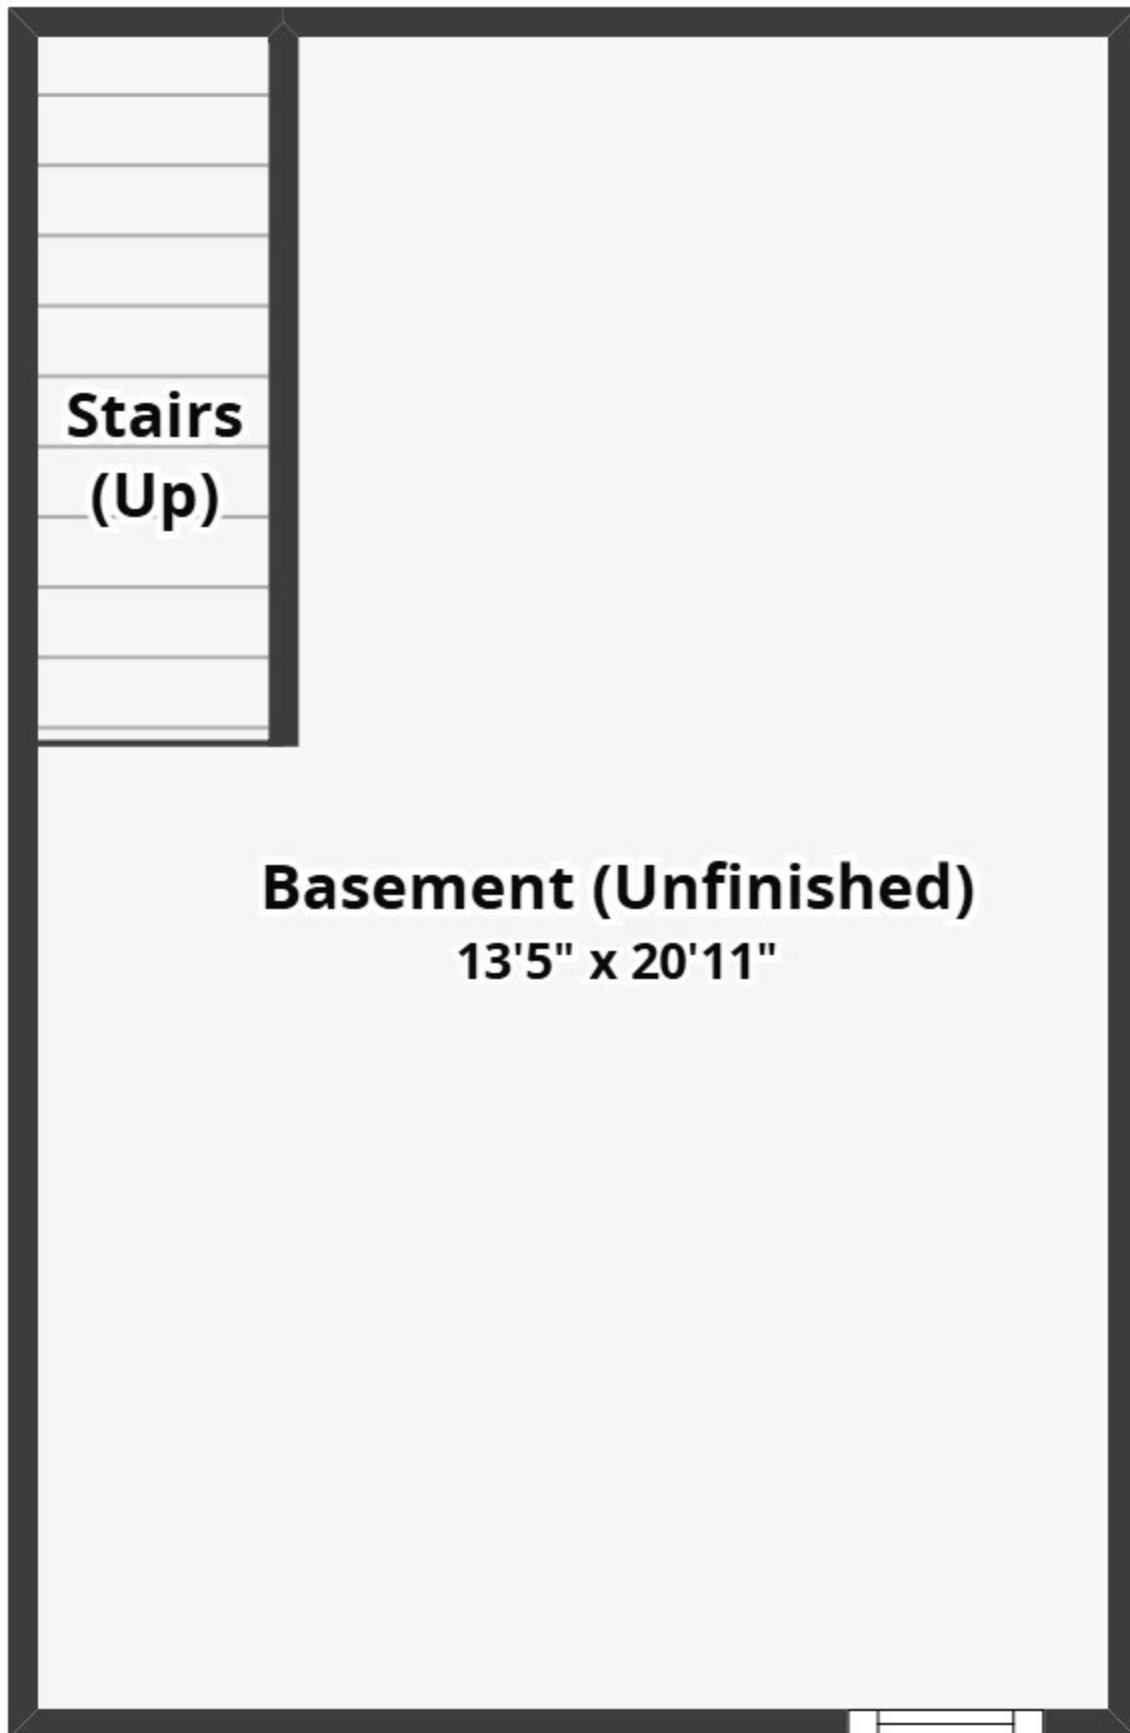 Stairs
(Up)
Basement (Unfinished)
13'5" x 20'11"